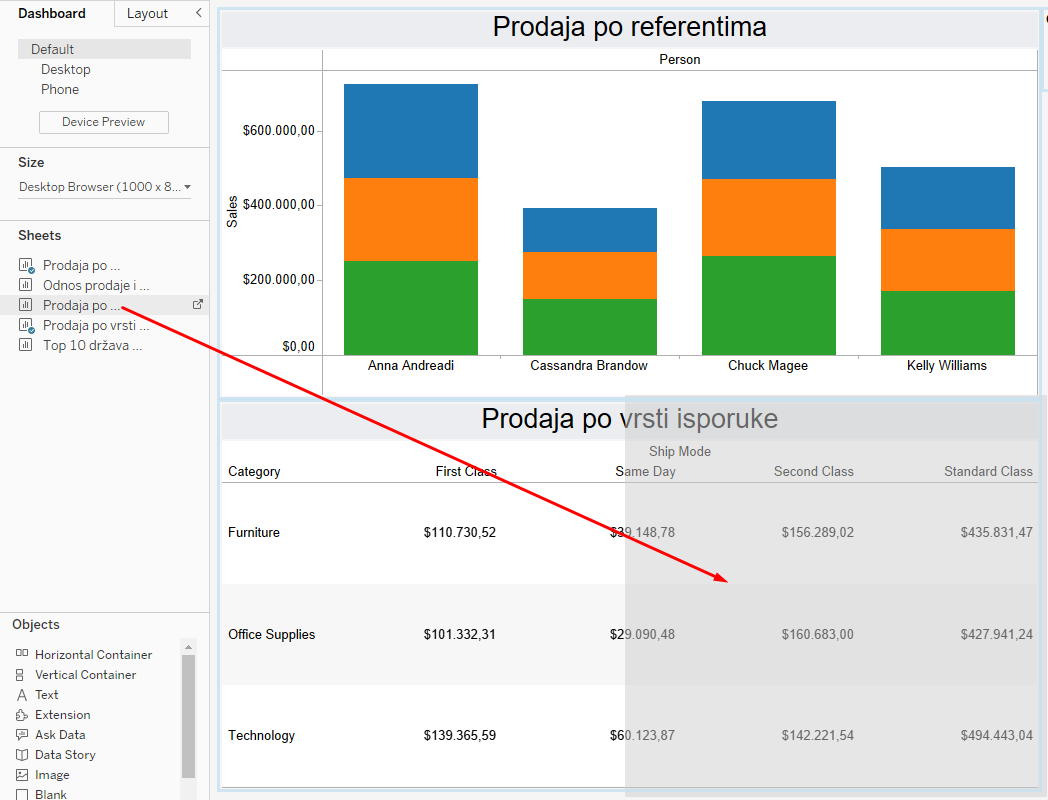 Dashboard
Layout
Default
Desktop
Phone
Device Preview
Size
Desktop Browser (1000 x 8...
Sheets
Prodaja po ...
Odnos prodaje i ...
Prodaja po ...
Prodaja po vrsti ...
Top 10 država ...
Objects
Horizontal Container
Vertical Container
Text
Extension
Ask Data
Data Story
Image
Blank
Prodaja po referentima
Person
Sales
$600.000,00
$400.000,00
$200.000,00
$0,00
Anna Andreadi Cassandra Brandow Chuck Magee Kelly Williams
Prodaja po vrsti isporuke
Ship Mode
Category First Class Same Day Second Class Standard Class
Furniture $110.730,52 $39.148,78 $156.289,02 $435.831,47
Office Supplies $101.332,31 $29.090,48 $160.683,00 $427.941,24
Technology $139.365,59 $60.123,87 $142.221,54 $494.443,04